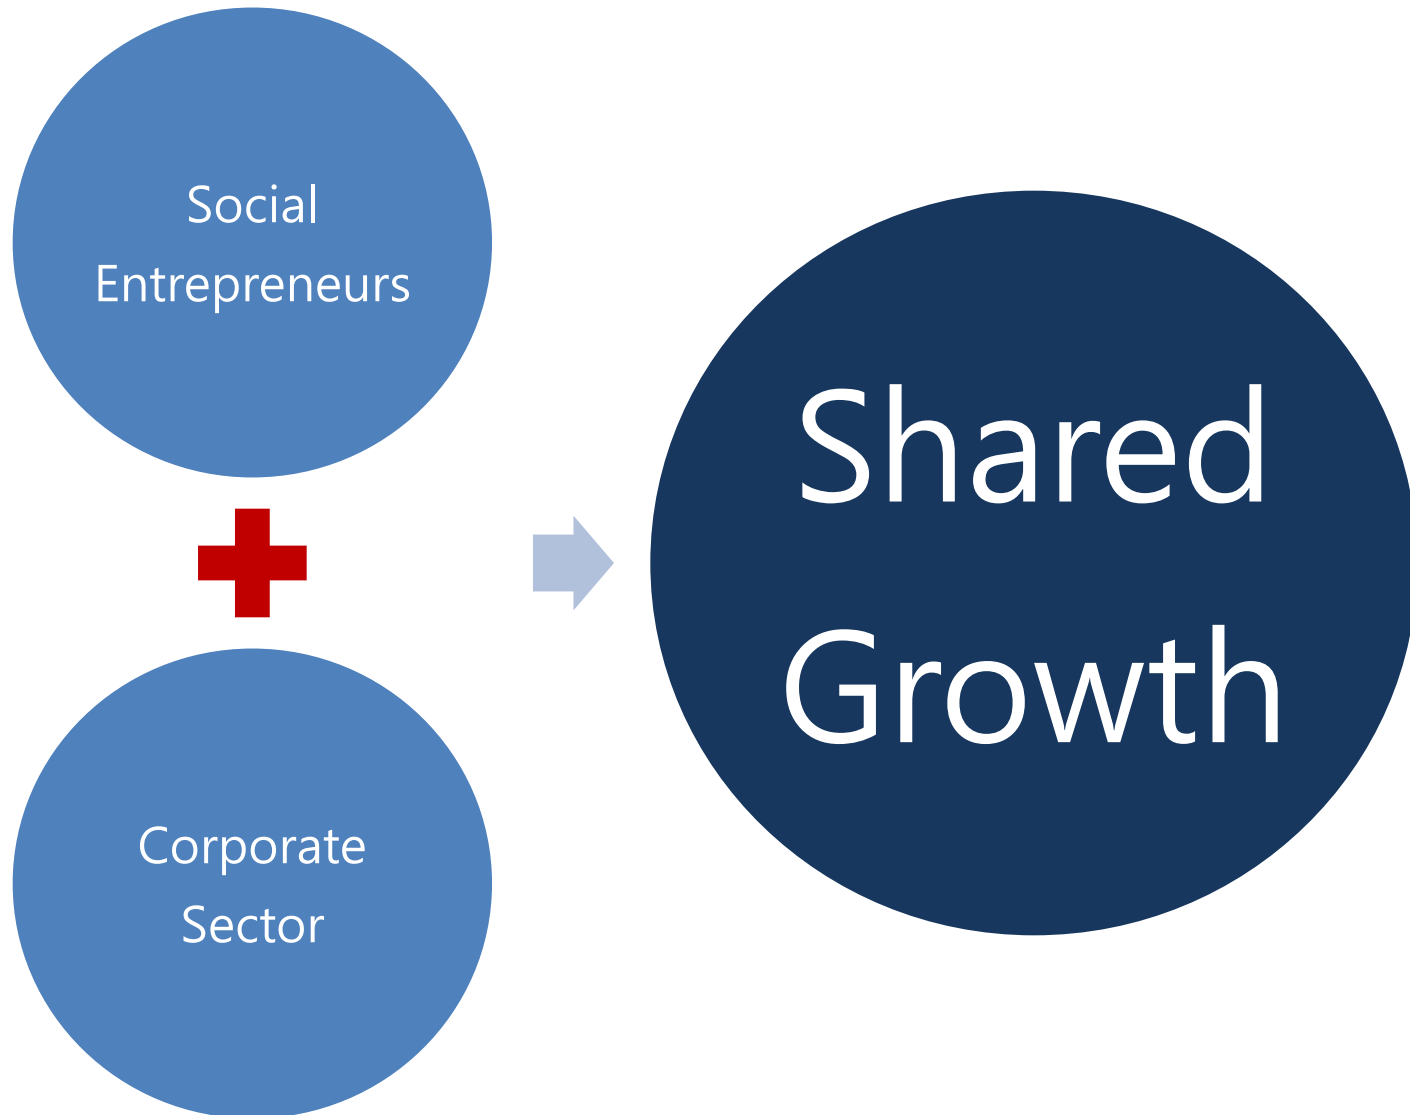 Social
Entrepreneurs
Corporate
Sector
Shared
Growth